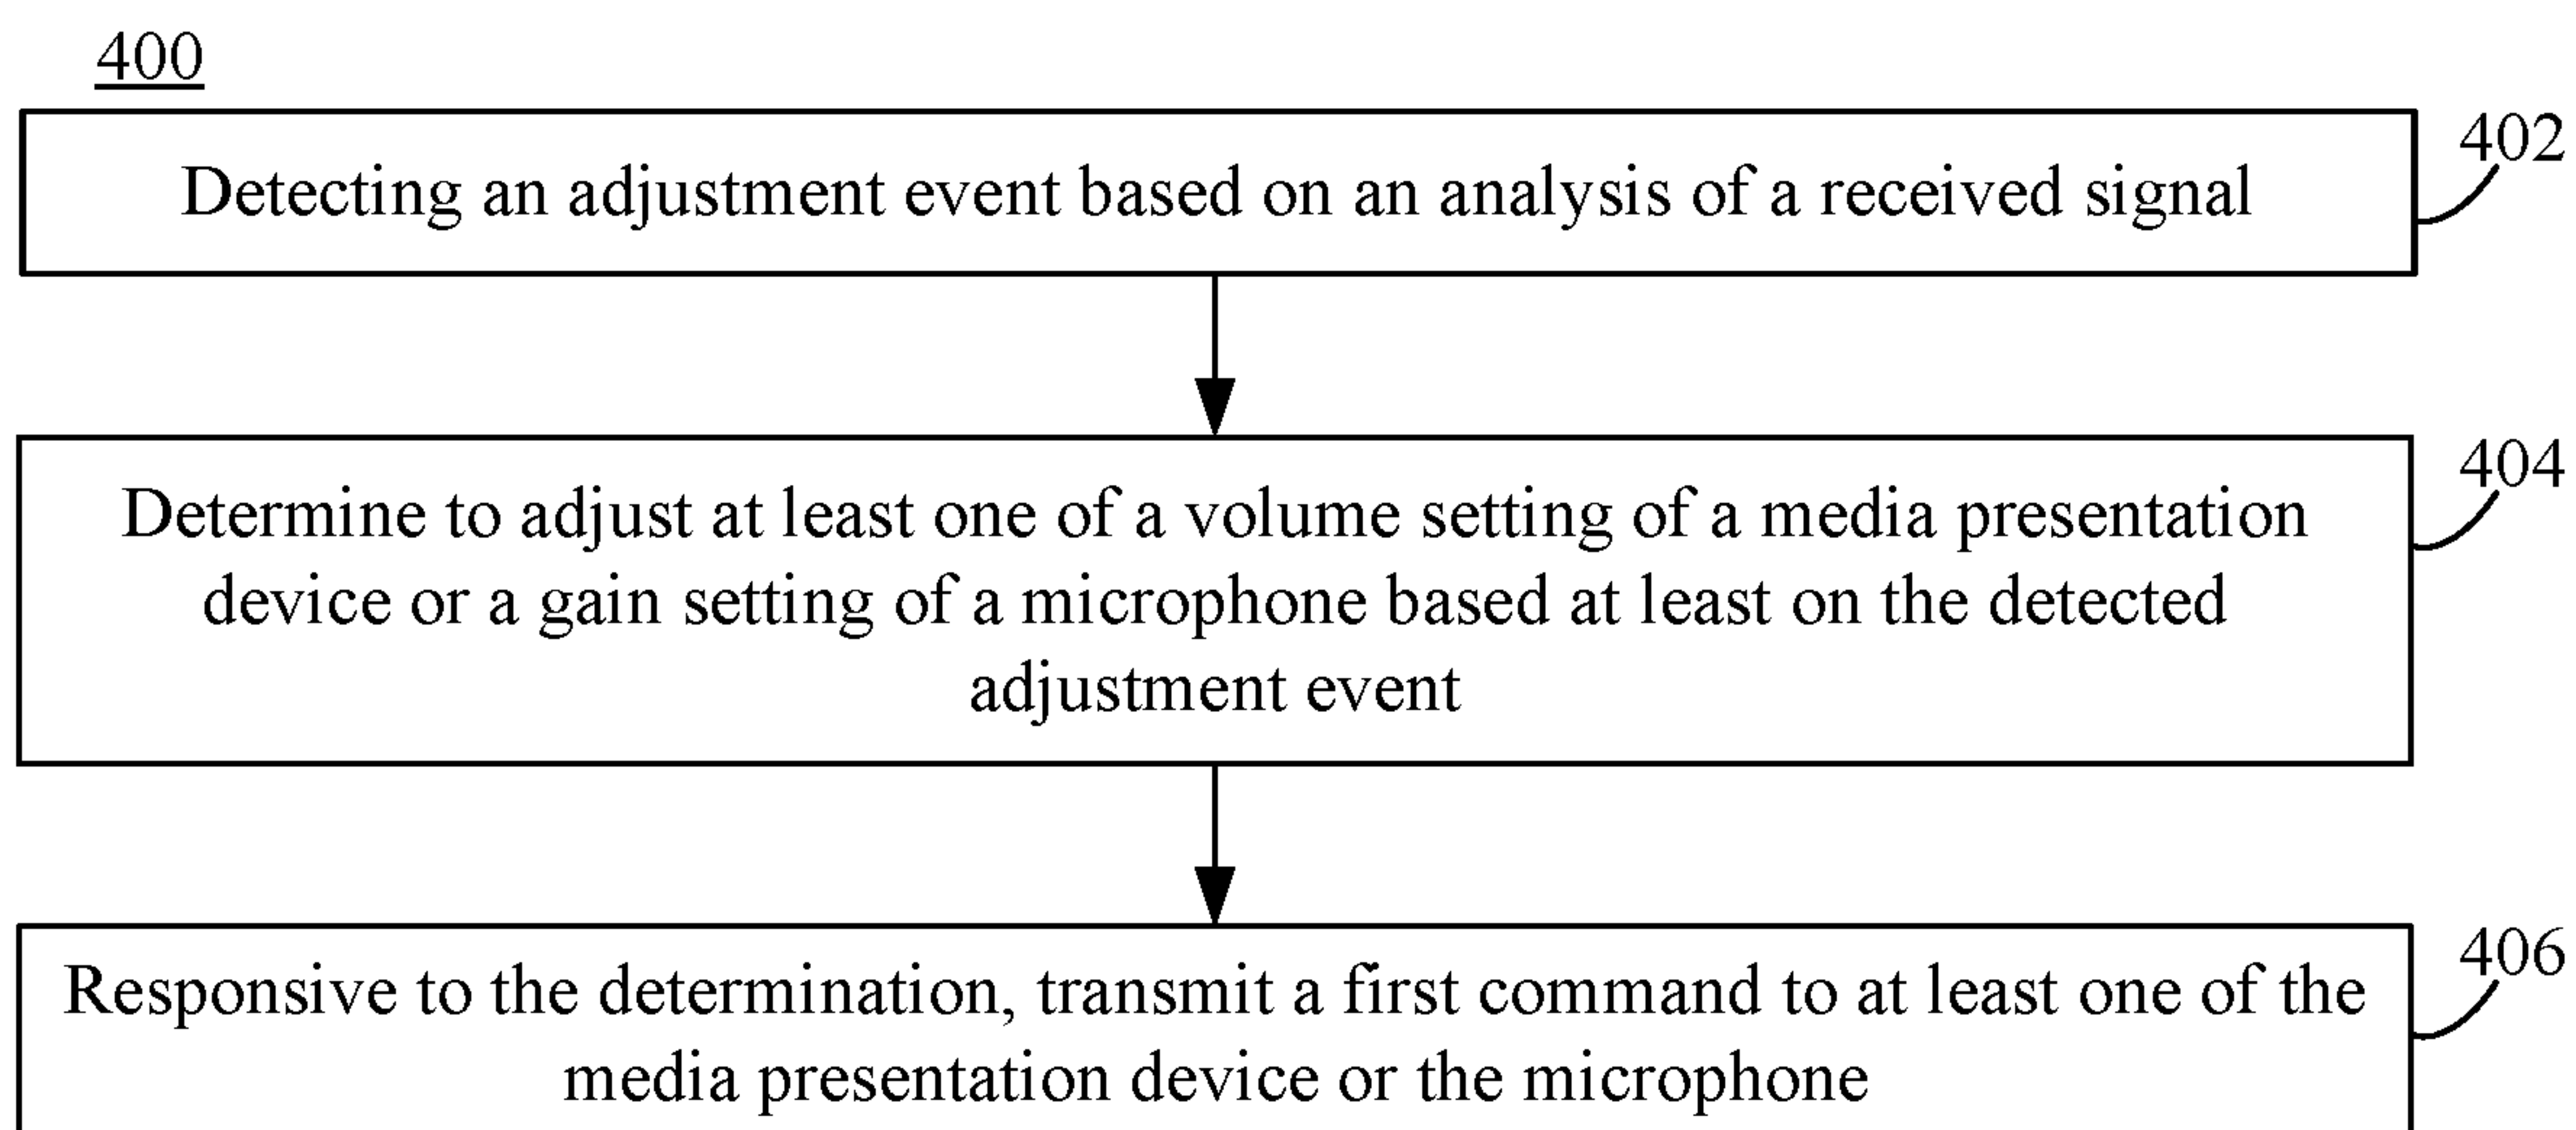 400
Detecting an adjustment event based on an analysis of a received signal
402
Determine to adjust at least one of a volume setting of a media presentation
device or a gain setting of a microphone based at least on the detected
adjustment event
404
Responsive to the determination, transmit a first command to at least one of the
media presentation device or the microphone
406